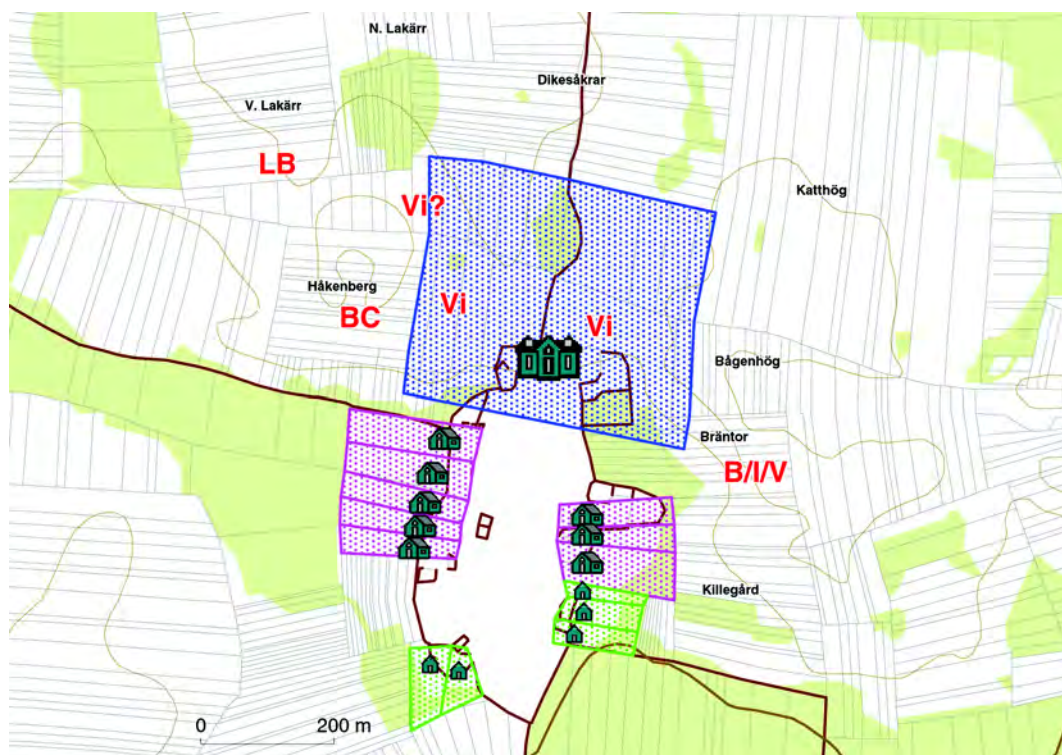 N. Lakärr
Dikesåkrar
V. Lakärr
LB
Katthög
Vi?
Håkenberg
Vi
BC
Vi
Bågenhög
Bräntor
B/I/V
Killegård
0 200 m